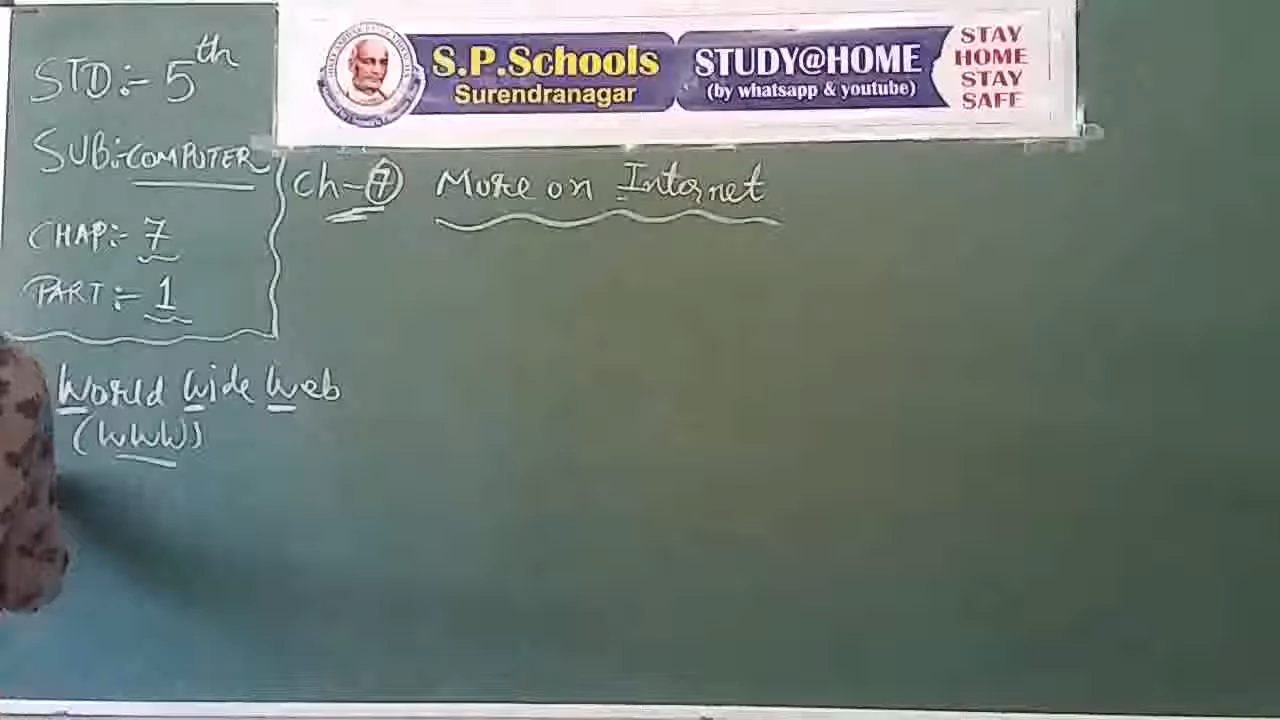 STD:- 5th
SUB:-COMPUTER
CHAP:- 7
PART:- 1
S.P.Schools
Surendranagar
STUDY@HOME
(by whatsapp & youtube)
STAY
HOME
STAY
SAFE
Ch-7 More on Internet
World Wide Web
(WWW)